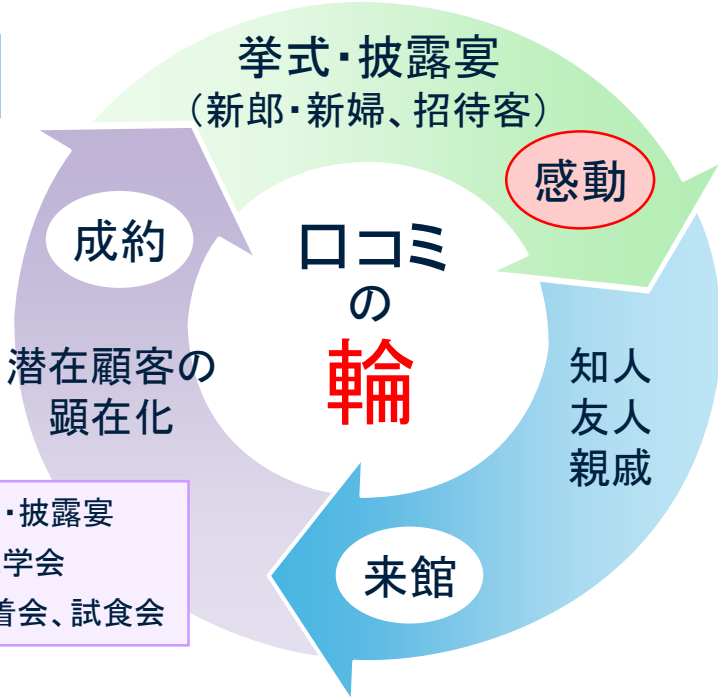 挙式・披露宴
（新郎・新婦、招待客）
感動
成約
口コミ
の
輪
潜在顧客の
顕在化
知人
友人
親戚
・披露宴
学会
着会、試食会
来館